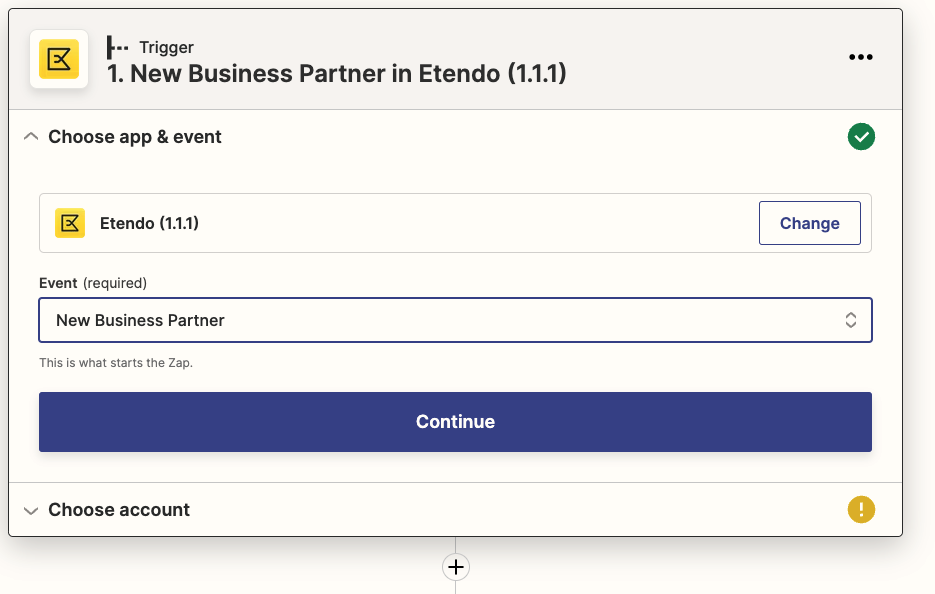 Trigger
1. New Business Partner in Etendo (1.1.1)
Choose app & event
Etendo (1.1.1)
Change
Event (required)
New Business Partner
This is what starts the Zap.
Continue
Choose account